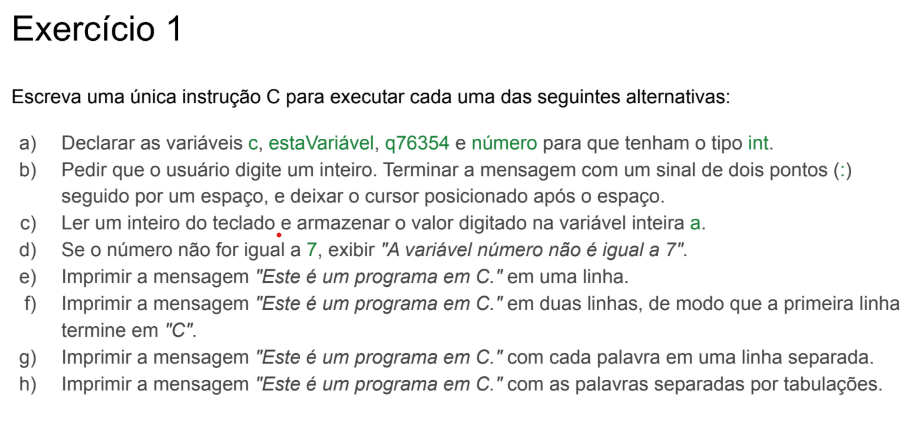 Exercício 1
Escreva uma única instrução C para executar cada uma das seguintes alternativas:
a) Declarar as variáveis c, estaVariável, q76354 e número para que tenham o tipo int.
b) Pedir que o usuário digite um inteiro. Terminar a mensagem com um sinal de dois pontos (:)
seguido por um espaço, e deixar o cursor posicionado após o espaço.
c) Ler um inteiro do teclado e armazenar o valor digitado na variável inteira a.
d) Se o número não for igual a 7, exibir "A variável número não é igual a 7".
e) Imprimir a mensagem "Este é um programa em C." em uma linha.
f) Imprimir a mensagem "Este é um programa em C." em duas linhas, de modo que a primeira linha
termine em "C".
g) Imprimir a mensagem "Este é um programa em C." com cada palavra em uma linha separada.
h) Imprimir a mensagem "Este é um programa em C." com as palavras separadas por tabulações.